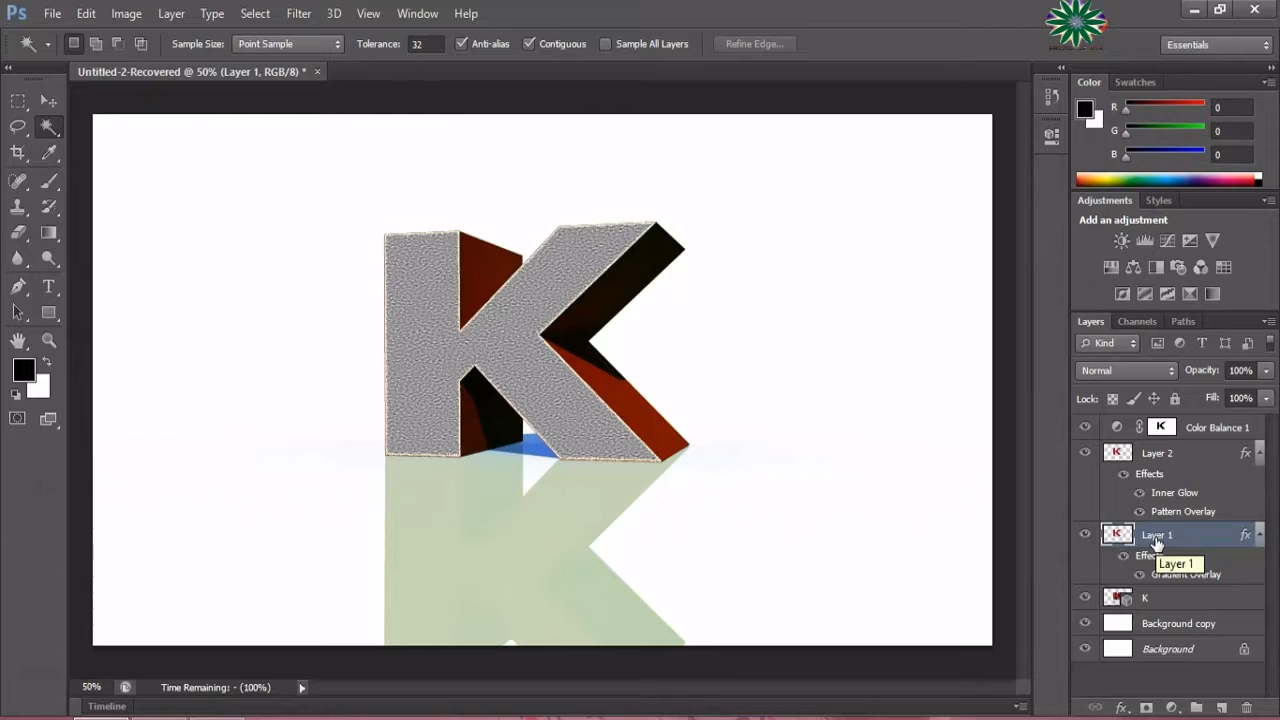 Ps File Edit Image Layer Type Select Filter 3D View Window Help
Sample Size: Point Sample Tolerance: 32 Anti-alias Contiguous Sample All Layers Refine Edge... Essentials
Untitled-2-Recovered @ 50% (Layer 1, RGB/8) * ×
Color Swatches
R 0
G 0
B 0
Adjustments Styles
Add an adjustment
Layers Channels Paths
Kind
Normal Opacity: 100%
Lock: Fill: 100%
K Color Balance 1
K Layer 2 fx
Effects
Inner Glow
Pattern Overlay
K Layer 1 fx
Effects
Layer 1
Gradient Overlay
K
Background copy
Background
K
50% Time Remaining: - (100%)
Timeline